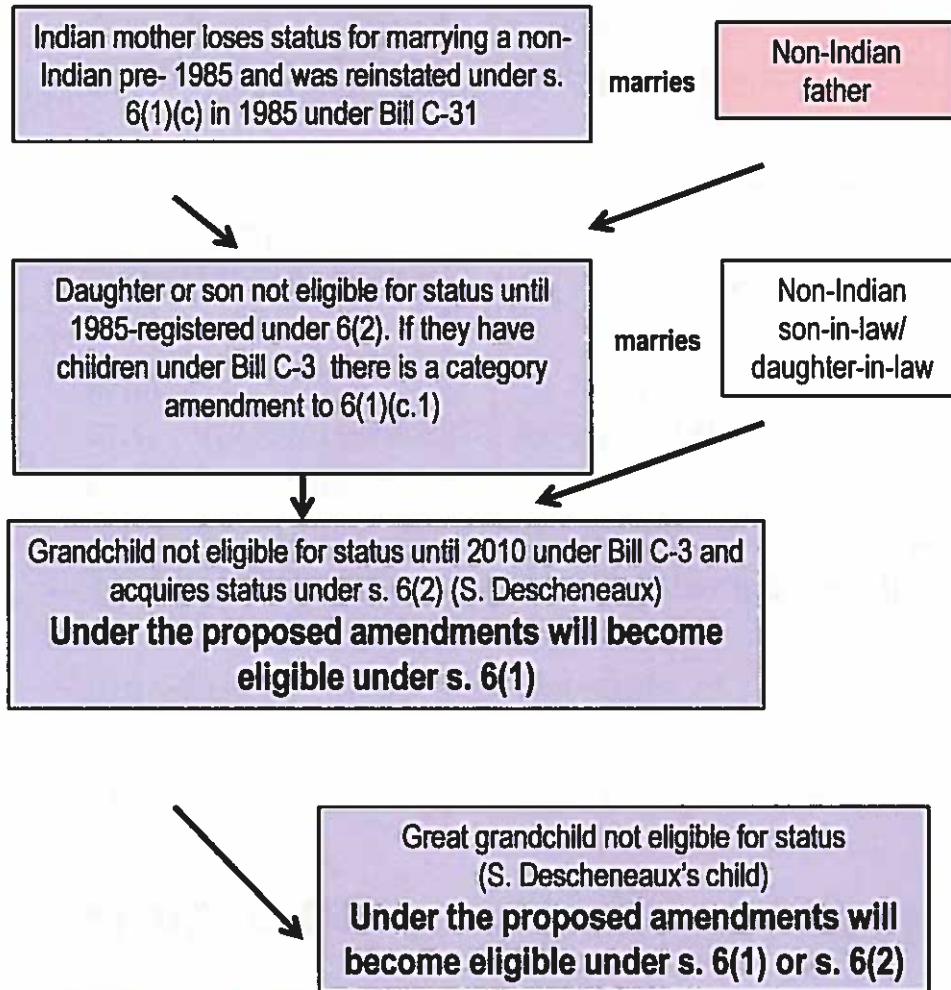 Indian mother loses status for marrying a non-
Indian pre- 1985 and was reinstated under s.
6(1)(c) in 1985 under Bill C-31
marries
Non-Indian
father
Daughter or son not eligible for status until
1985-registered under 6(2). If they have
children under Bill C-3 there is a category
amendment to 6(1)(c.1)
marries
Non-Indian
son-in-law/
daughter-in-law
Grandchild not eligible for status until 2010 under Bill C-3 and
acquires status under s. 6(2) (S. Descheneaux)
Under the proposed amendments will become
eligible under s. 6(1)
Great grandchild not eligible for status
(S. Descheneaux's child)
Under the proposed amendments will
become eligible under s. 6(1) or s. 6(2)